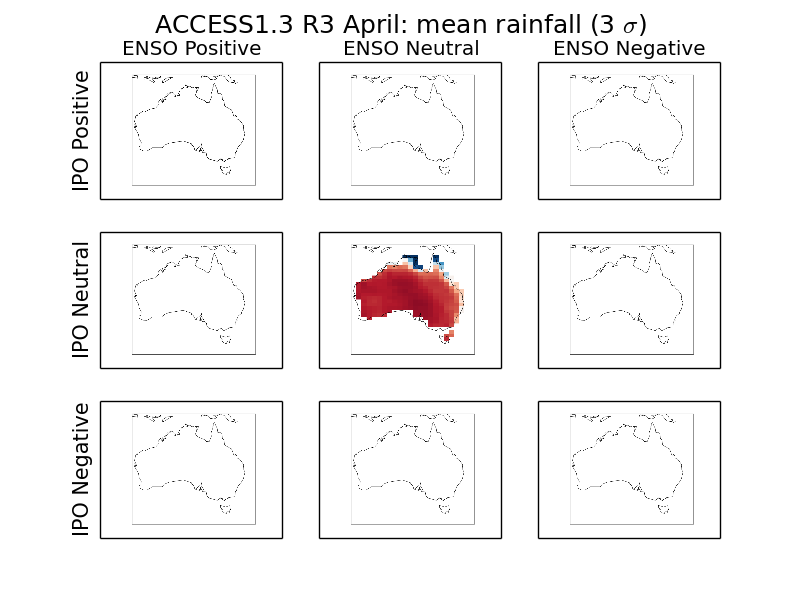 ACCESS1.3 R3 April: mean rainfall (3 σ)
ENSO Positive
ENSO Neutral
ENSO Negative
IPO Positive
IPO Neutral
IPO Negative